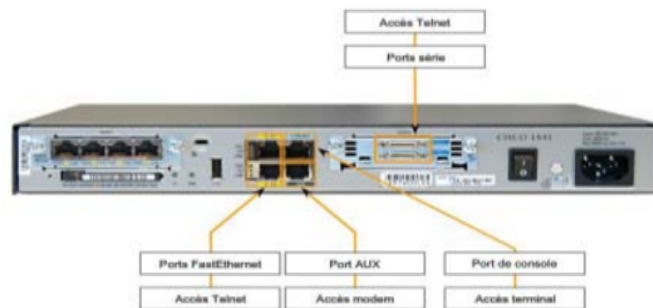 Accès Telnet
Ports série
CISCO 1841
Ports FastEthernet
Port AUX
Port de console
Accès Telnet
Accès modem
Accès terminal